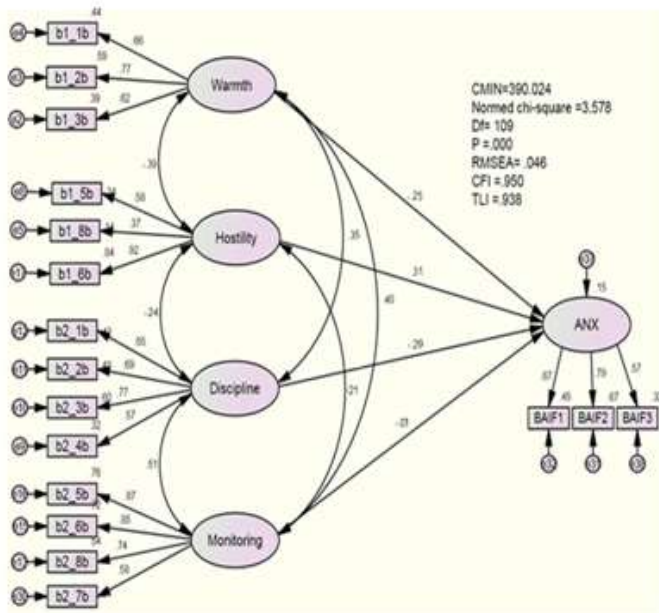 .44
b1_1b
.66
.59
b1_2b
.77
Warmth
.39
b1_3b
.62
CMIN=390.024
Normed chi-square =3.578
Df= 109
P =.000
RMSEA= .046
CFI =.950
TLI =.938
-.39
-.25
b1_5b
.58
b1_8b
.37
Hostility
.35
.84
b1_6b
.92
.31
.40
.15
-.24
ANX
b2_1b
.65
-.29
b2_2b
.69
.60
b2_3b
.77
Discipline
-.21
.67
.79
.57
.32
b2_4b
.57
.45
.67
BAIF1
BAIF2
BAIF3
.51
.76
b2_5b
.87
b2_6b
.85
.54
b2_8b
.74
Monitoring
b2_7b
.58